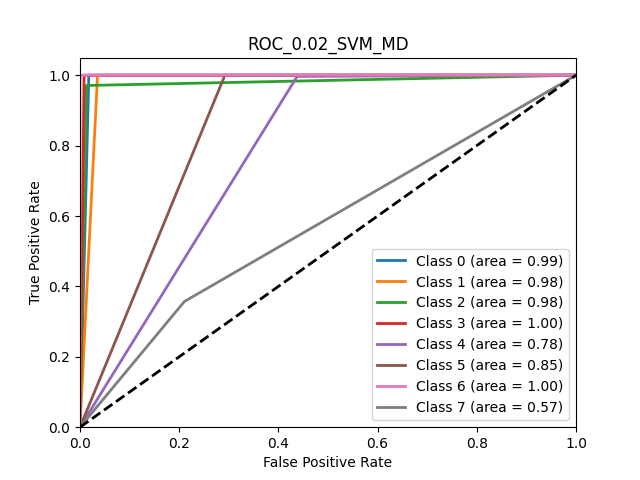 ROC_0.02_SVM_MD
True Positive Rate
1.0
0.8
0.6
0.4
0.2
0.0
0.0 0.2 0.4 0.6 0.8 1.0
False Positive Rate
Class 0 (area = 0.99)
Class 1 (area = 0.98)
Class 2 (area = 0.98)
Class 3 (area = 1.00)
Class 4 (area = 0.78)
Class 5 (area = 0.85)
Class 6 (area = 1.00)
Class 7 (area = 0.57)